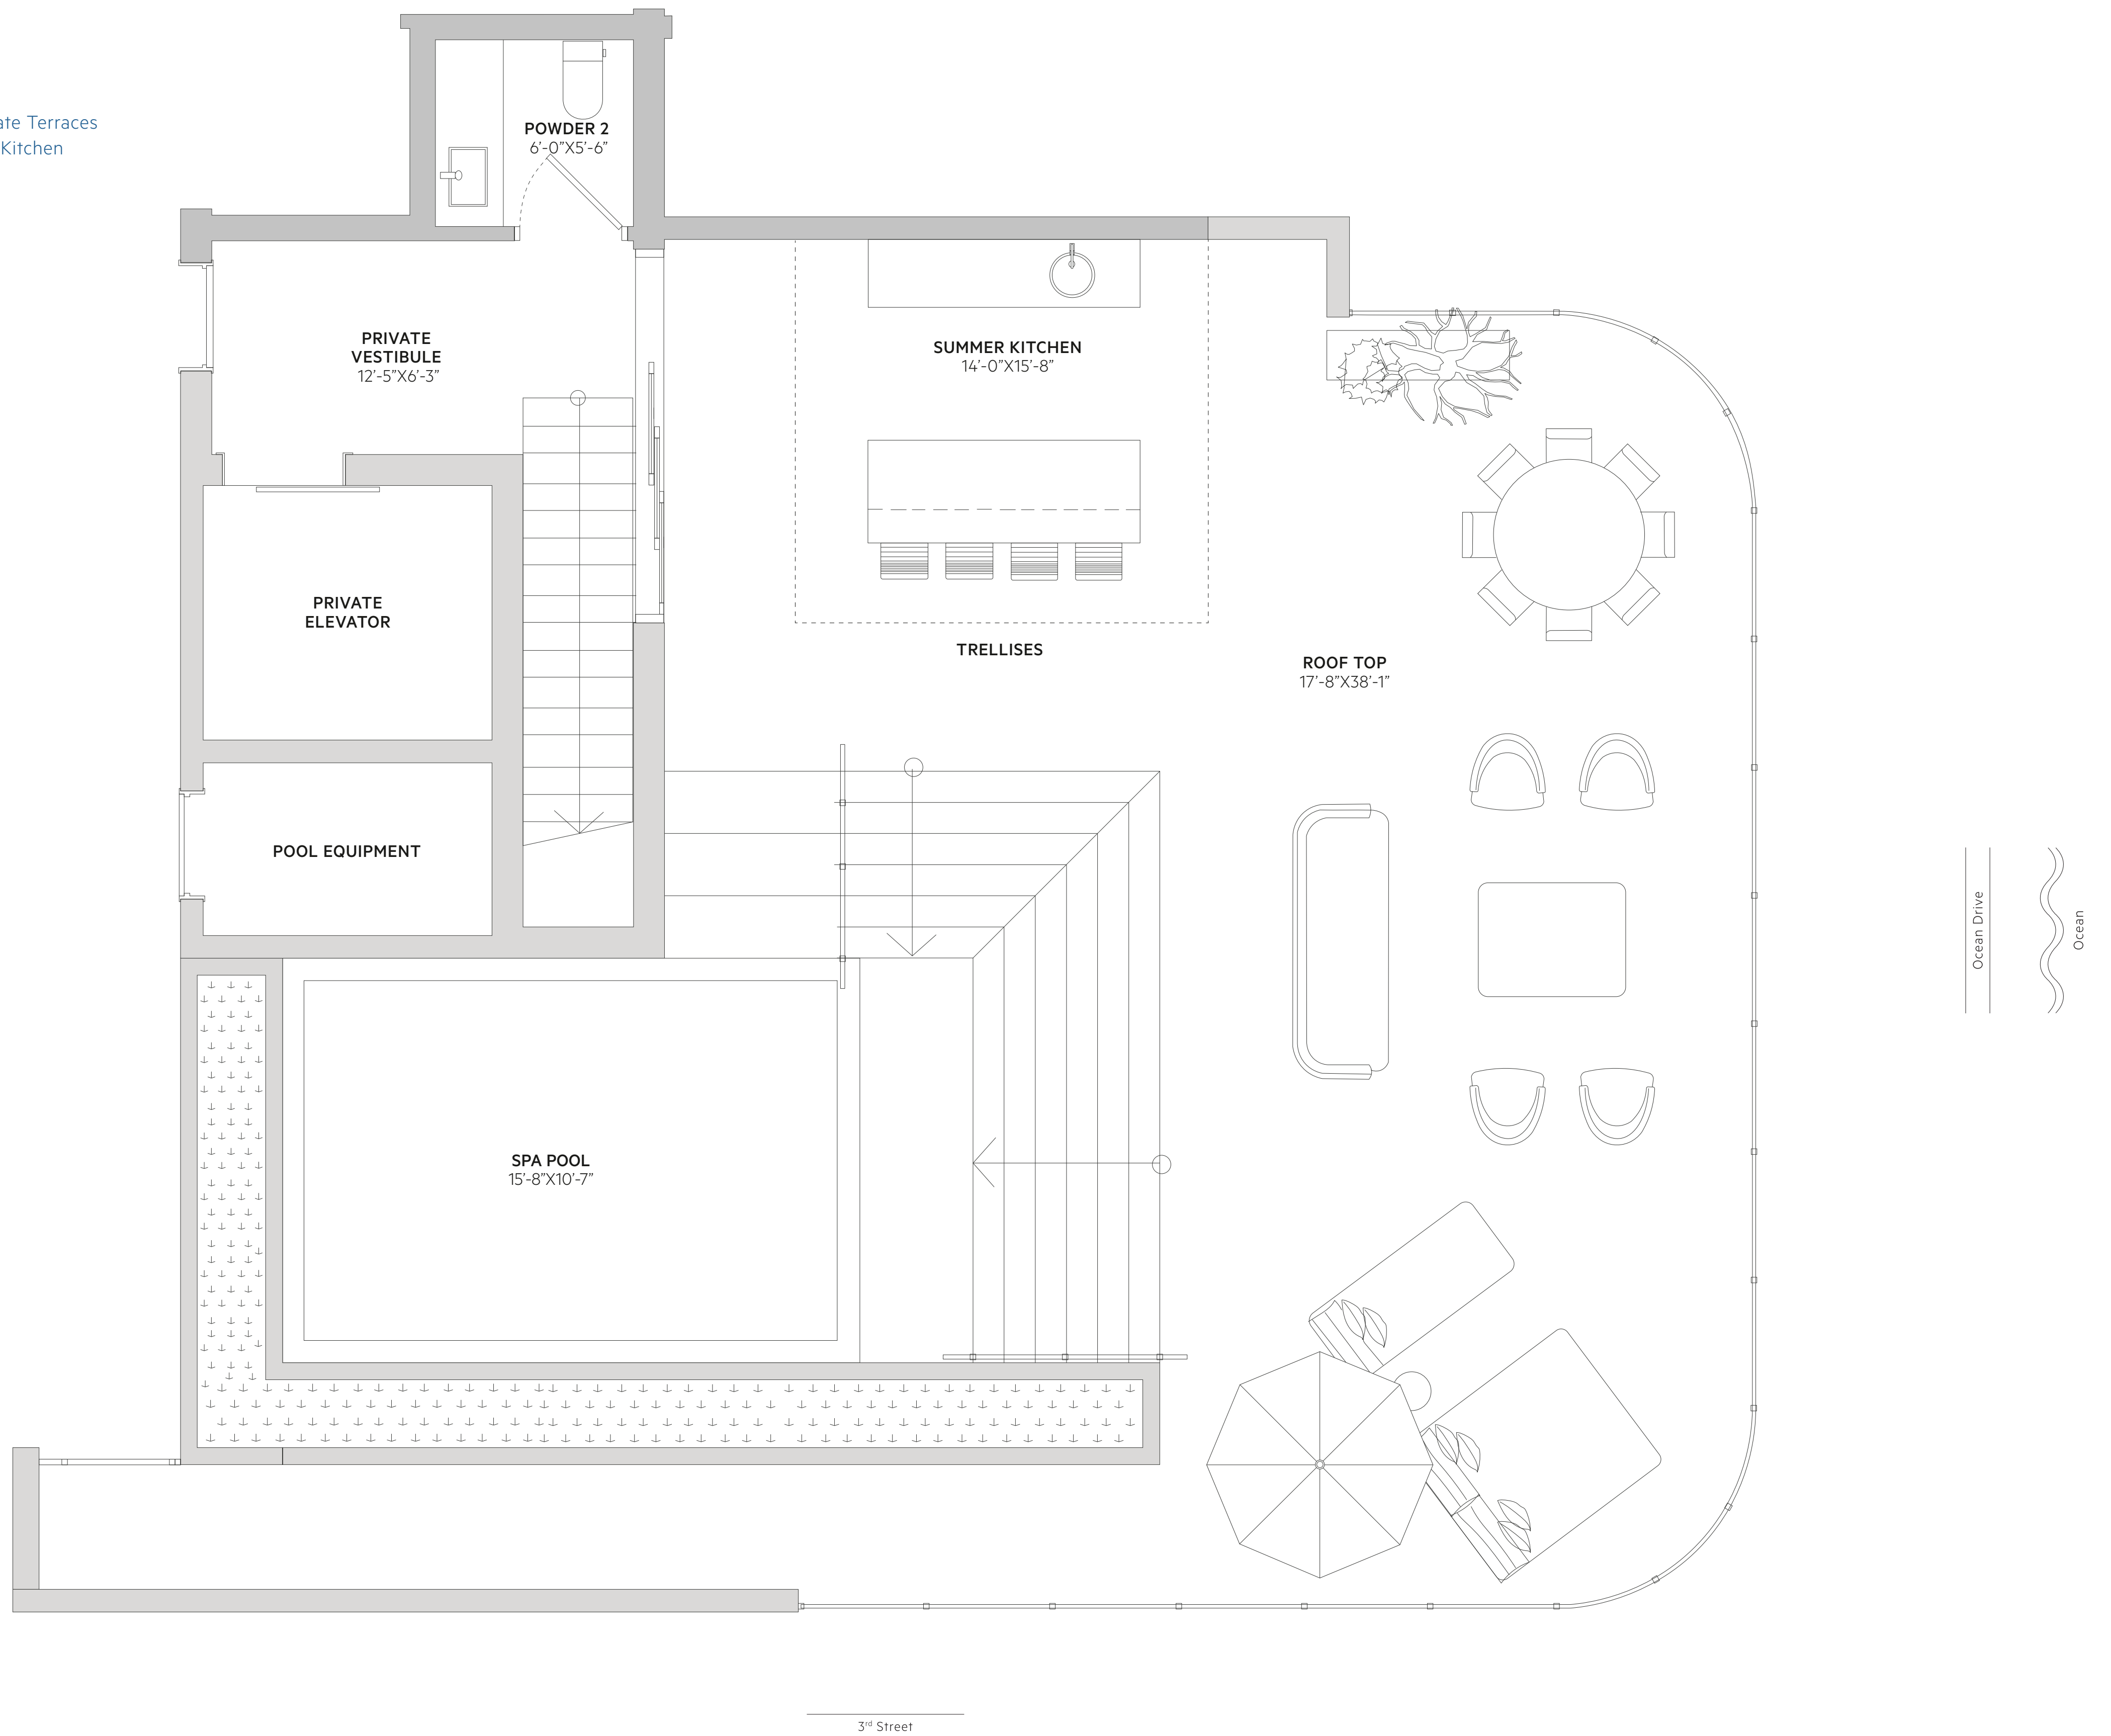 ate Terraces
Kitchen
POWDER 2
6’-0”X5’-6”
PRIVATE
VESTIBULE
12’-5”X6’-3”
SUMMER KITCHEN
14’-0”X15’-8”
PRIVATE
ELEVATOR
TRELLISES
ROOF TOP
17’-8”X38’-1”
POOL EQUIPMENT
SPA POOL
15’-8”X10’-7”
Ocean Drive
Ocean
3rd Street